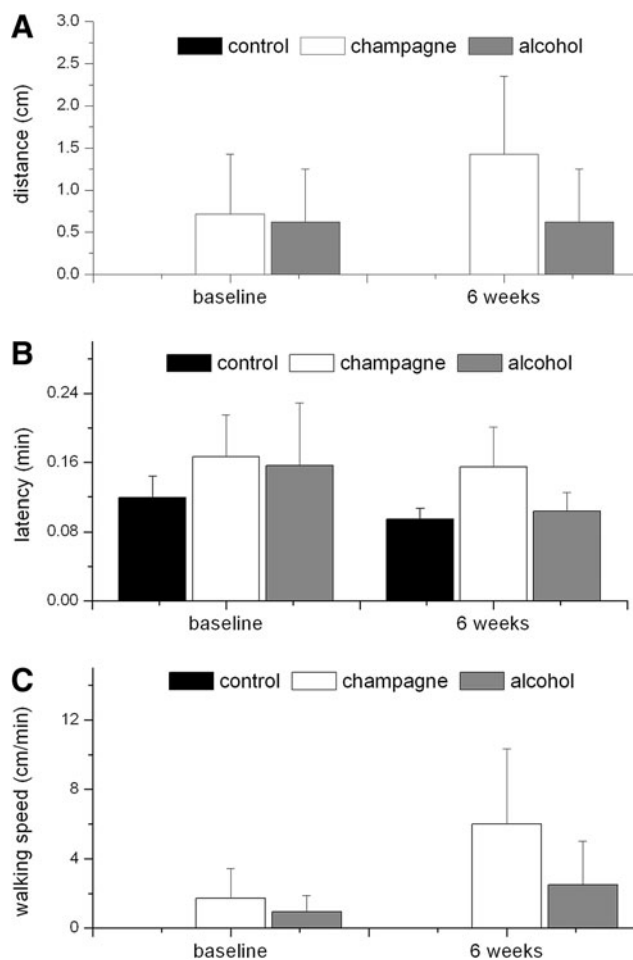 A
distance (cm)
3.0
2.5
2.0
1.5
1.0
0.5
0.0
control champagne alcohol
baseline 6 weeks
B
latency (min)
0.24
0.16
0.08
0.00
control champagne alcohol
baseline 6 weeks
C
walking speed (cm/min)
12
8
4
0
control champagne alcohol
baseline 6 weeks